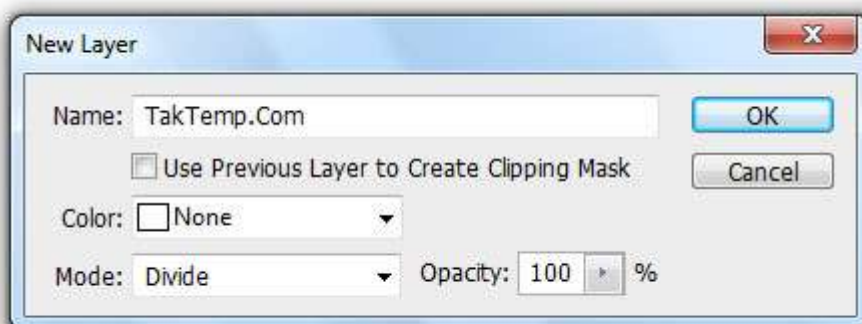 New Layer
Name: TakTemp.Com
OK
Use Previous Layer to Create Clipping Mask
Cancel
Color: None
Mode: Divide
Opacity: 100 %